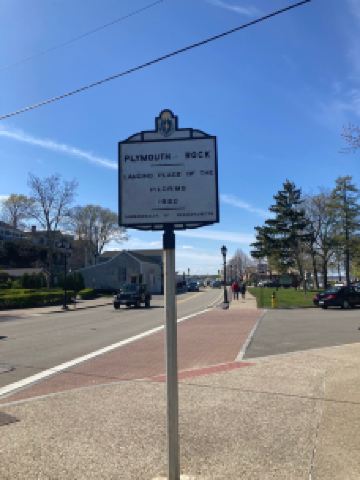 PLYMOUTH ROCK
LANDING PLACE OF THE
PILGRIMS
1620
COMMONWEALTH OF MASSACHUSETTS